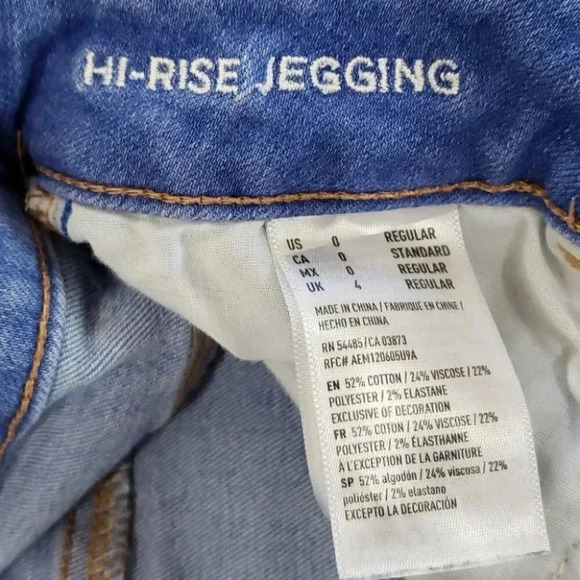 HI-RISE JEGGING
US 0 REGULAR
CA 0 STANDARD
MX 0 REGULAR
UK 4 REGULAR
MADE IN CHINA / FABRIQUÉ EN CHINE /
HECHO EN CHINA
RN 54485 / CA 03873
RFC# AEM120605U9A
EN 52% COTTON / 24% VISCOSE / 22%
POLYESTER / 2% ELASTANE
EXCLUSIVE OF DECORATION
FR 52% COTON / 24% VISCOSE / 22%
POLYESTER / 2% ÉLASTHANNE
À L'EXCEPTION DE LA GARNITURE
SP 52% algodón / 24% viscosa / 22%
poliéster / 2% elastano
EXCEPTO LA DECORACIÓN